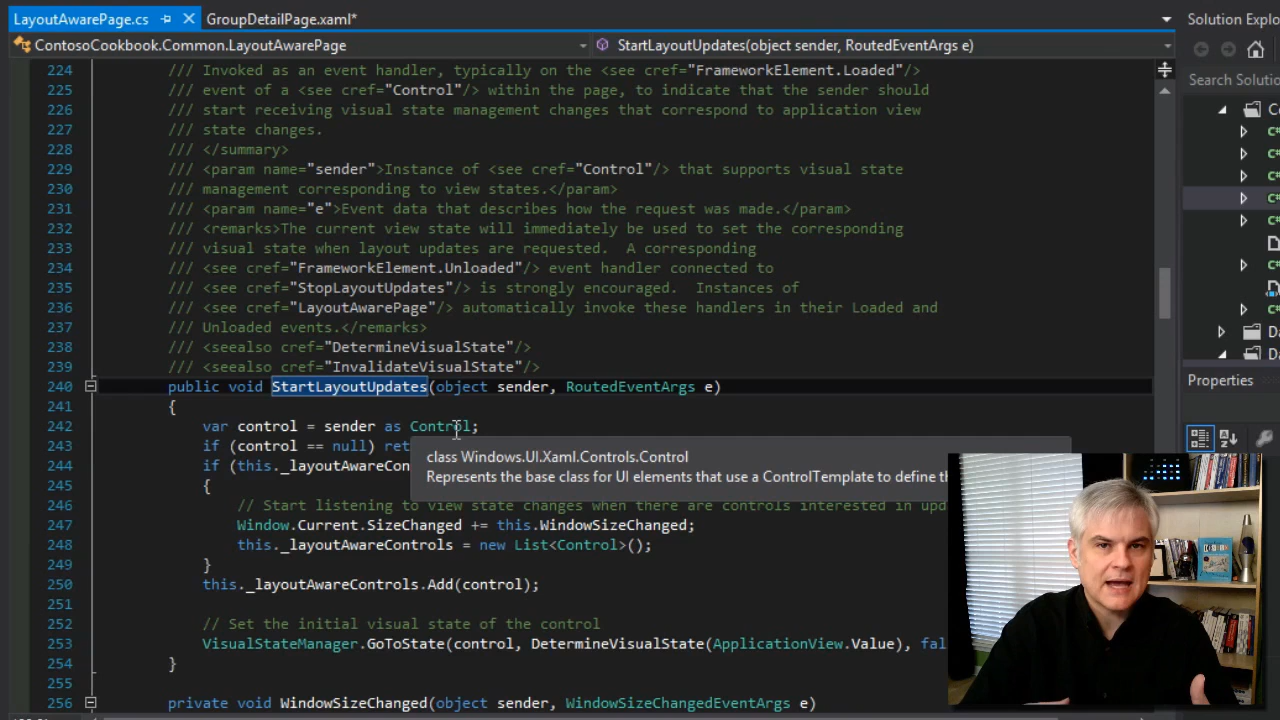 LayoutAwarePage.cs
GroupDetailPage.xaml*
Solution Explo
ContosoCookbook.Common.LayoutAwarePage
StartLayoutUpdates(object sender, RoutedEventArgs e)
Search Solutio
224 /// Invoked as an event handler, typically on the <see cref="FrameworkElement.Loaded"/>
225 /// event of a <see cref="Control"/> within the page, to indicate that the sender should
226 /// start receiving visual state management changes that correspond to application view
227 /// state changes.
228 /// </summary>
229 /// <param name="sender">Instance of <see cref="Control"/> that supports visual state
230 /// management corresponding to view states.</param>
231 /// <param name="e">Event data that describes how the request was made.</param>
232 /// <remarks>The current view state will immediately be used to set the corresponding
233 /// visual state when layout updates are requested.  A corresponding
234 /// <see cref="FrameworkElement.Unloaded"/> event handler connected to
235 /// <see cref="StopLayoutUpdates"/> is strongly encouraged.  Instances of
236 /// <see cref="LayoutAwarePage"/> automatically invoke these handlers in their Loaded and
237 /// Unloaded events.</remarks>
238 /// <seealso cref="DetermineVisualState"/>
239 /// <seealso cref="InvalidateVisualState"/>
240 public void StartLayoutUpdates(object sender, RoutedEventArgs e)
241 {
242 var control = sender as Control;
243 if (control == null) ret
244 if (this._layoutAwareCon
245 {
246 // Start listening to view state changes when there are controls interested in upd
247 Window.Current.SizeChanged += this.WindowSizeChanged;
248 this._layoutAwareControls = new List<Control>();
249 }
250 this._layoutAwareControls.Add(control);
251
252 // Set the initial visual state of the control
253 VisualStateManager.GoToState(control, DetermineVisualState(ApplicationView.Value), fal
254 }
255
256 private void WindowSizeChanged(object sender, WindowSizeChangedEventArgs e)
class Windows.UI.Xaml.Controls.Control
Represents the base class for UI elements that use a ControlTemplate to define th
Properties